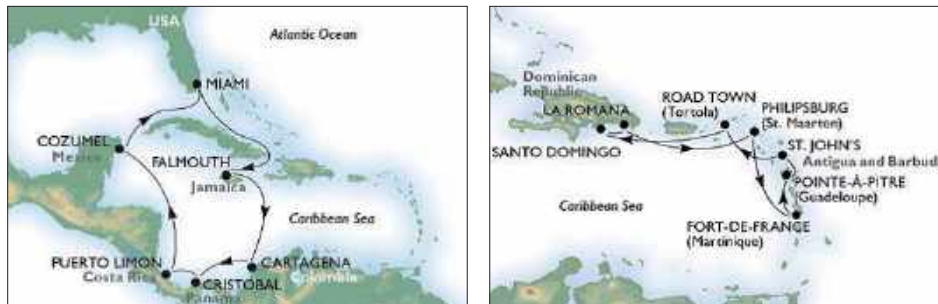 USA
Atlantic Ocean
MIAMI
COZUMEL
Mexico
FALMOUTH
Jamaica
Caribbean Sea
PUERTO LIMON
Costa Rica
CARTAGENA
Colombia
CRISTOBAL
Panama
Dominican
Republic
LA ROMANA
ROAD TOWN
(Tortola)
PHILIPSBURG
(St. Maarten)
SANTO DOMINGO
ST. JOHN'S
Antigua and Barbud
POINTE-À-PITRE
(Guadeloupe)
Caribbean Sea
FORT-DE-FRANCE
(Martinique)